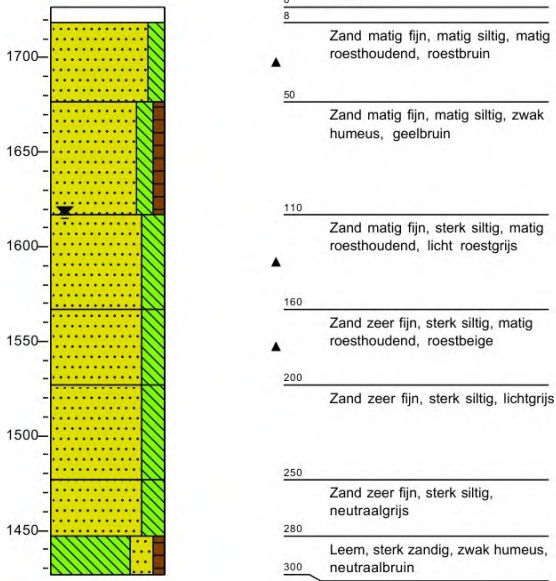 8
Zand matig fijn, matig siltig, matig
roesthoudend, roestbruin
1700
50
Zand matig fijn, matig siltig, zwak
humeus, geelbruin
1650
110
Zand matig fijn, sterk siltig, matig
roesthoudend, licht roestgrijs
1600
160
Zand zeer fijn, sterk siltig, matig
roesthoudend, roestbeige
1550
200
Zand zeer fijn, sterk siltig, lichtgrijs
1500
250
Zand zeer fijn, sterk siltig,
neutraalgrijs
1450
280
Leem, sterk zandig, zwak humeus,
neutraalbruin
300